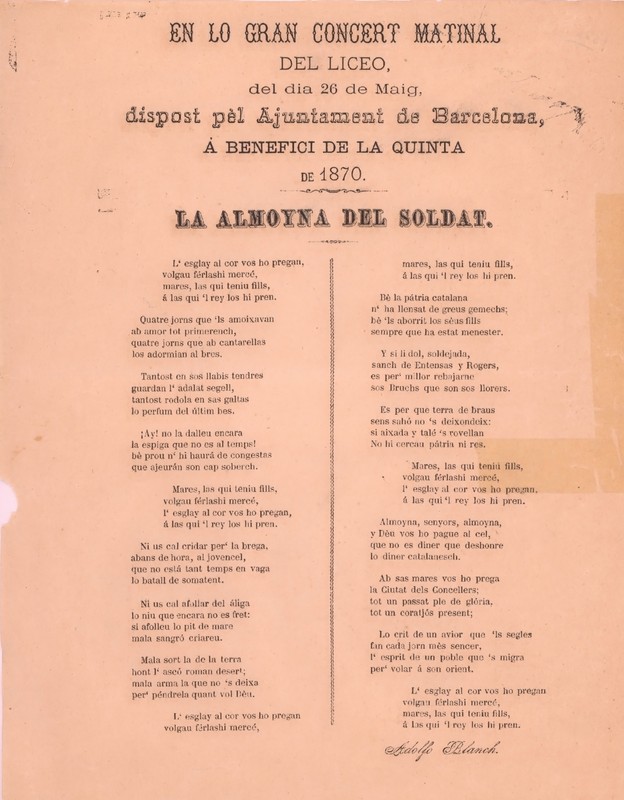 EN LO GRAN CONCERT MATINAL
DEL LICEO,
del dia 26 de Maig,
dispost pèl Ajuntament de Barcelona,
Á BENEFICI DE LA QUINTA
DE 1870.
LA ALMOYNA DEL SOLDAT.
L' esglay al cor vos ho pregan,
volgau férlashi mercé,
mares, las qui teniu fills,
á las qui 'l rey los hi pren.
Quatre jorns que 'ls amoixavan
ab amor tot primerench,
quatre jorns que ab cantarellas
los adormian al bres.
Tantost en sos llabis tendres
guardan l' adalat segell,
tantost rodola en sas galtas
lo perfum del últim bes.
¡Ay! no la dalleu encara
la espiga que no es al temps!
bè prou n' hi haurá de congestas
que ajeurán son cap soberch.
Mares, las qui teniu fills,
volgau férlashi mercé,
l' esglay al cor vos ho pregan,
á las qui 'l rey los hi pren.
Ni us cal cridar per' la brega,
abans de hora, al jovencel,
que no está tant temps en vaga
lo batall de somatent.
Ni us cal afollar del áliga
lo niu que encara no es fret:
si afolleu lo pit de mare
mala sangró criareu.
Mala sort la de la terra
hont l' ascó roman desert;
mala arma la que no 's deixa
per' péndrela quant vol Dèu.
L' esglay al cor vos ho pregan
volgau férlashi mercé,
mares, las qui teniu fills,
á las qui 'l rey los hi pren.
Bè la pátria catalana
n' ha llensat de greus gemechs;
bè 'ls aborrit los sèus fills
sempre que ha estat menester.
Y si li dol, soldejada,
sanch de Entensas y Rogers,
es per' millor rebajarne
sos Bruchs que son sos llorers.
Es per que terra de braus
sens sahó no 's deixondeix:
si aixada y talé 's rovellan
No hi cercau pátria ni res.
Mares, las qui teniu fills,
volgau férlashi mercé,
l' esglay al cor vos ho pregan,
á las qui 'l rey los hi pren.
Almoyna, senyors, almoyna,
y Dèu vos ho pague al cel,
que no es diner que deshonre
lo diner catalanesch.
Ab sas mares vos ho prega
la Ciutat dels Concellers;
tot un passat ple de glória,
tot un coratjós present;
Lo crit de un avior que 'ls segles
fan cada jorn mès sencer,
l' esprit de un poble que 's migra
per' volar á son orient.
L' esglay al cor vos ho pregan
volgau férlashi mercé,
mares, las qui teniu fills,
á las qui 'l rey los hi pren.
Adolfo Blanch.